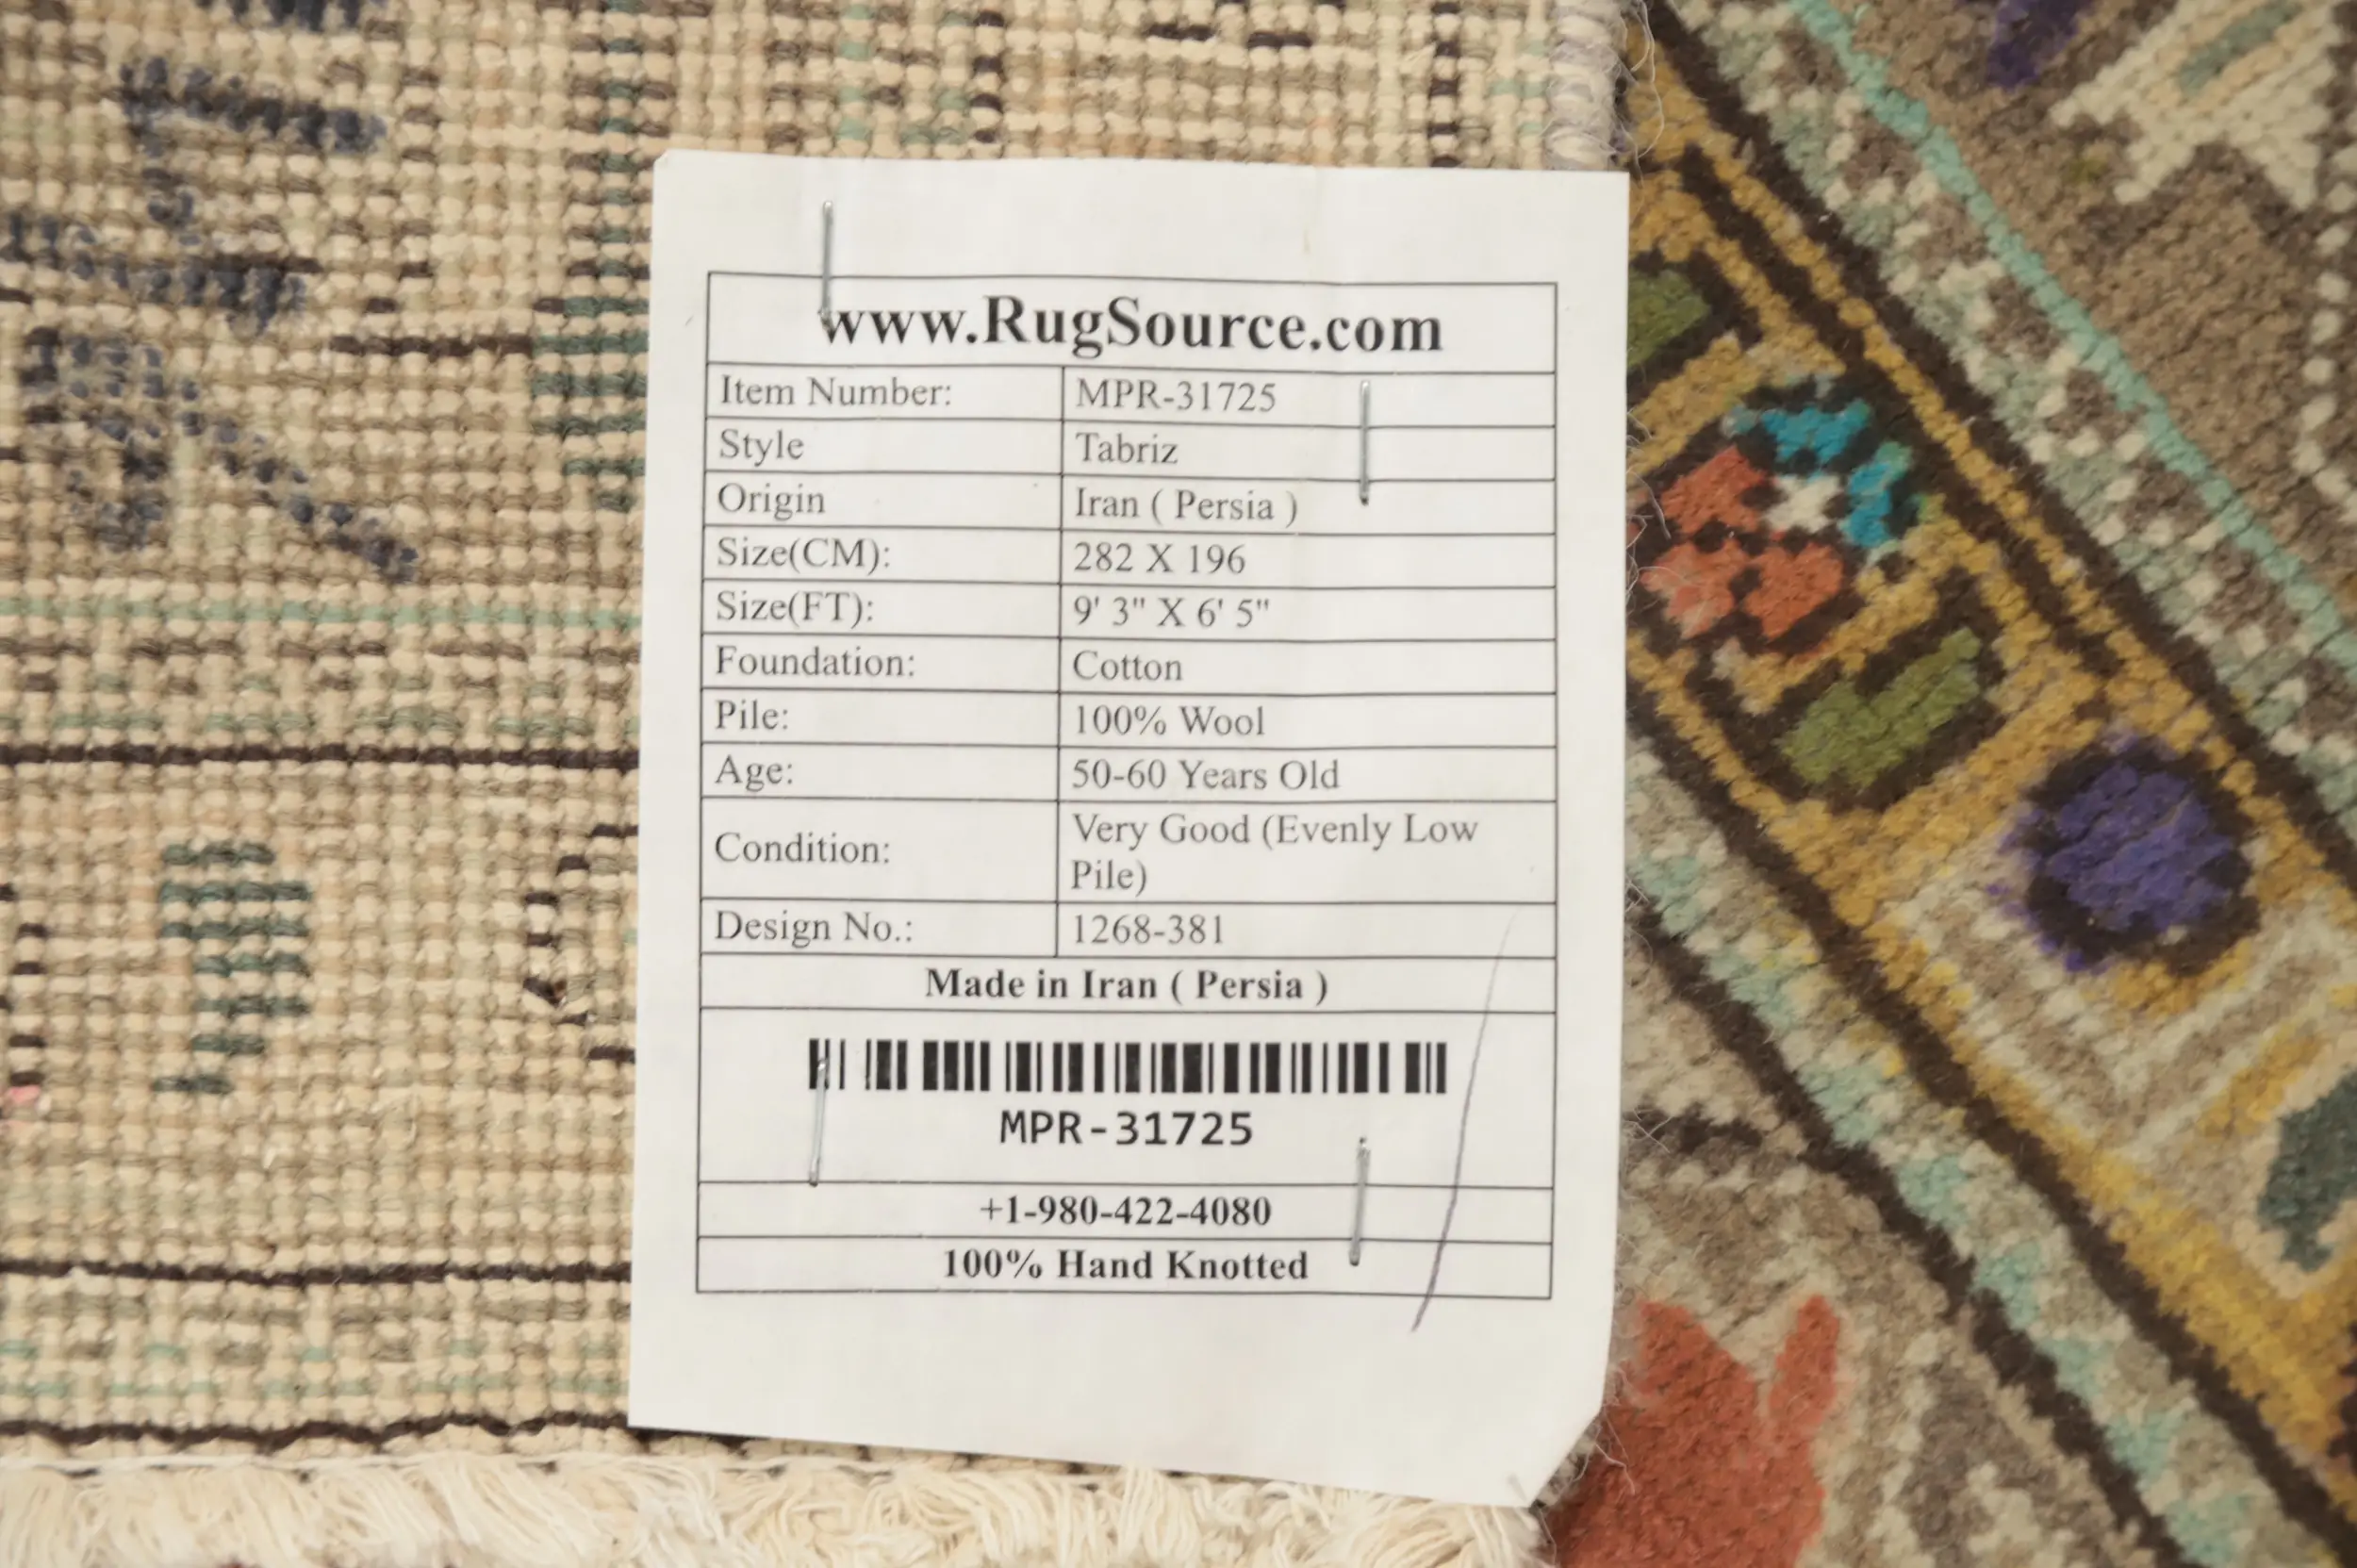 www.RugSource.com
Item Number: MPR-31725
Style Tabriz
Origin Iran ( Persia )
Size(CM): 282 X 196
Size(FT): 9' 3" X 6' 5"
Foundation: Cotton
Pile: 100% Wool
Age: 50-60 Years Old
Condition: Very Good (Evenly Low
Pile)
Design No.: 1268-381
Made in Iran ( Persia )
MPR-31725
+1-980-422-4080
100% Hand Knotted